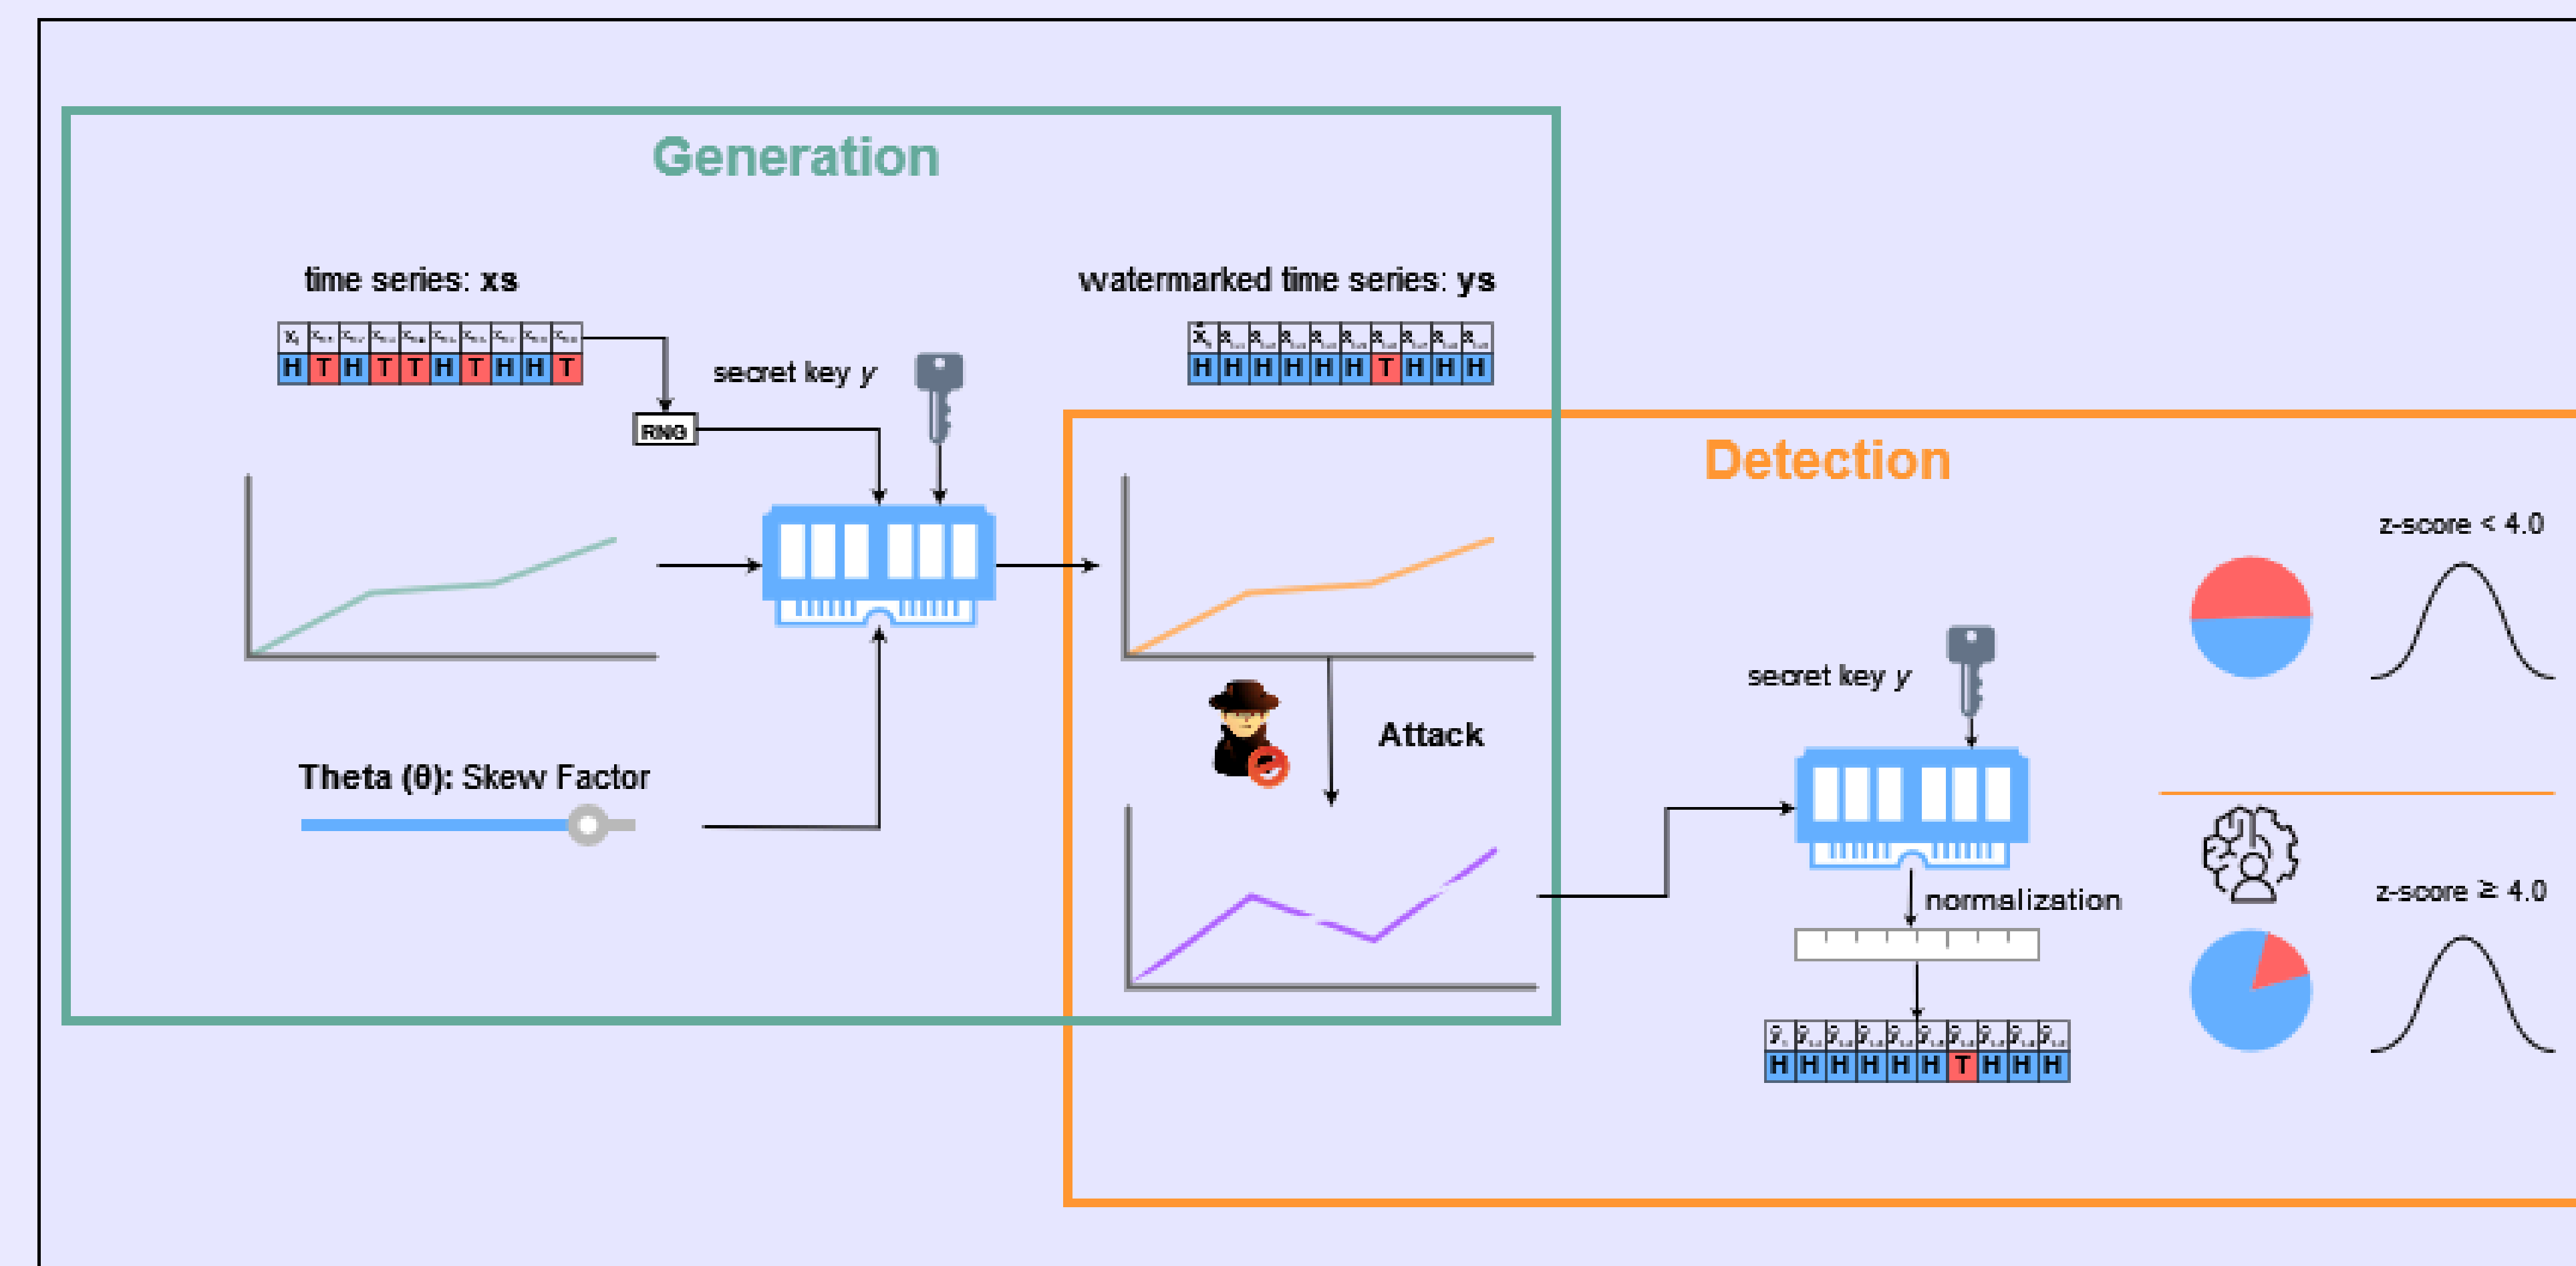 Generation
time series: xs
H T H T T H T H H T
RNG
secret key y
watermarked time series: ys
H H H H H H T H H H
Theta (θ): Skew Factor
Attack
Detection
secret key y
normalization
H H H H H H T H H H
z-score < 4.0
z-score ≥ 4.0